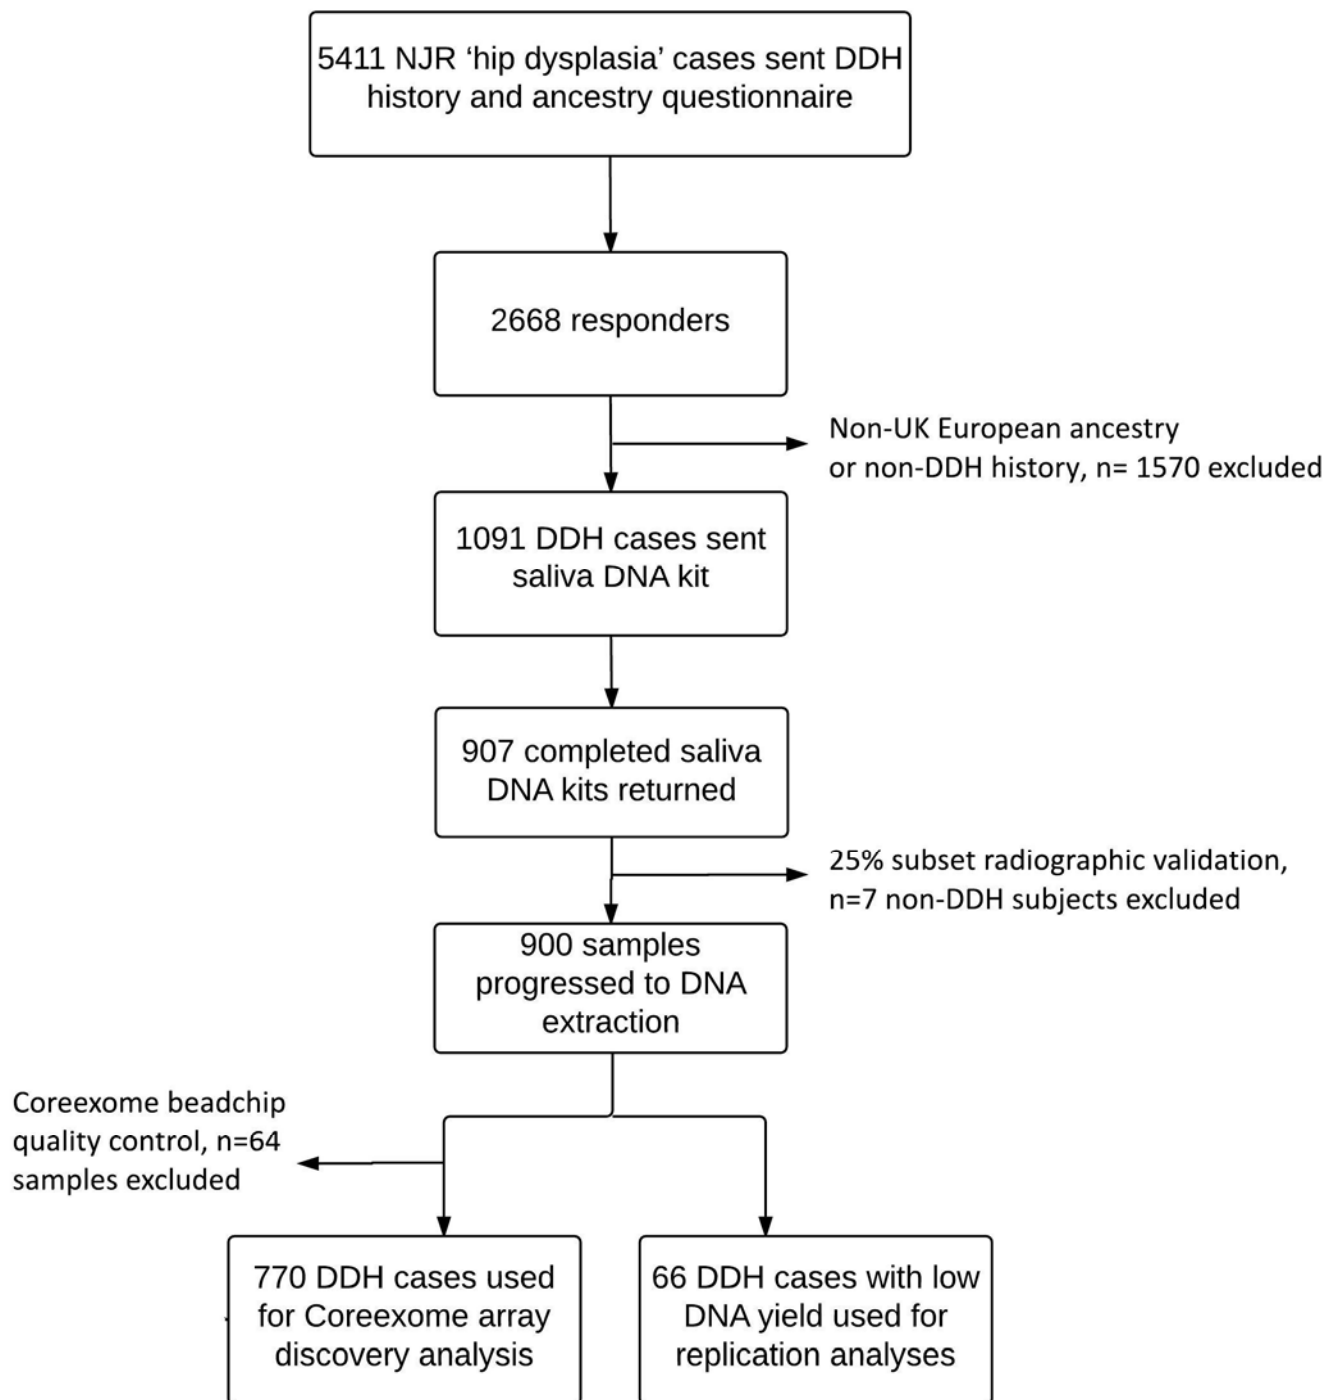 5411 NJR ‘hip dysplasia’ cases sent DDH
history and ancestry questionnaire
2668 responders
Non-UK European ancestry
or non-DDH history, n= 1570 excluded
1091 DDH cases sent
saliva DNA kit
907 completed saliva
DNA kits returned
25% subset radiographic validation,
n=7 non-DDH subjects excluded
900 samples
progressed to DNA
extraction
Coreexome beadchip
quality control, n=64
samples excluded
770 DDH cases used
for Coreexome array
discovery analysis
66 DDH cases with low
DNA yield used for
replication analyses